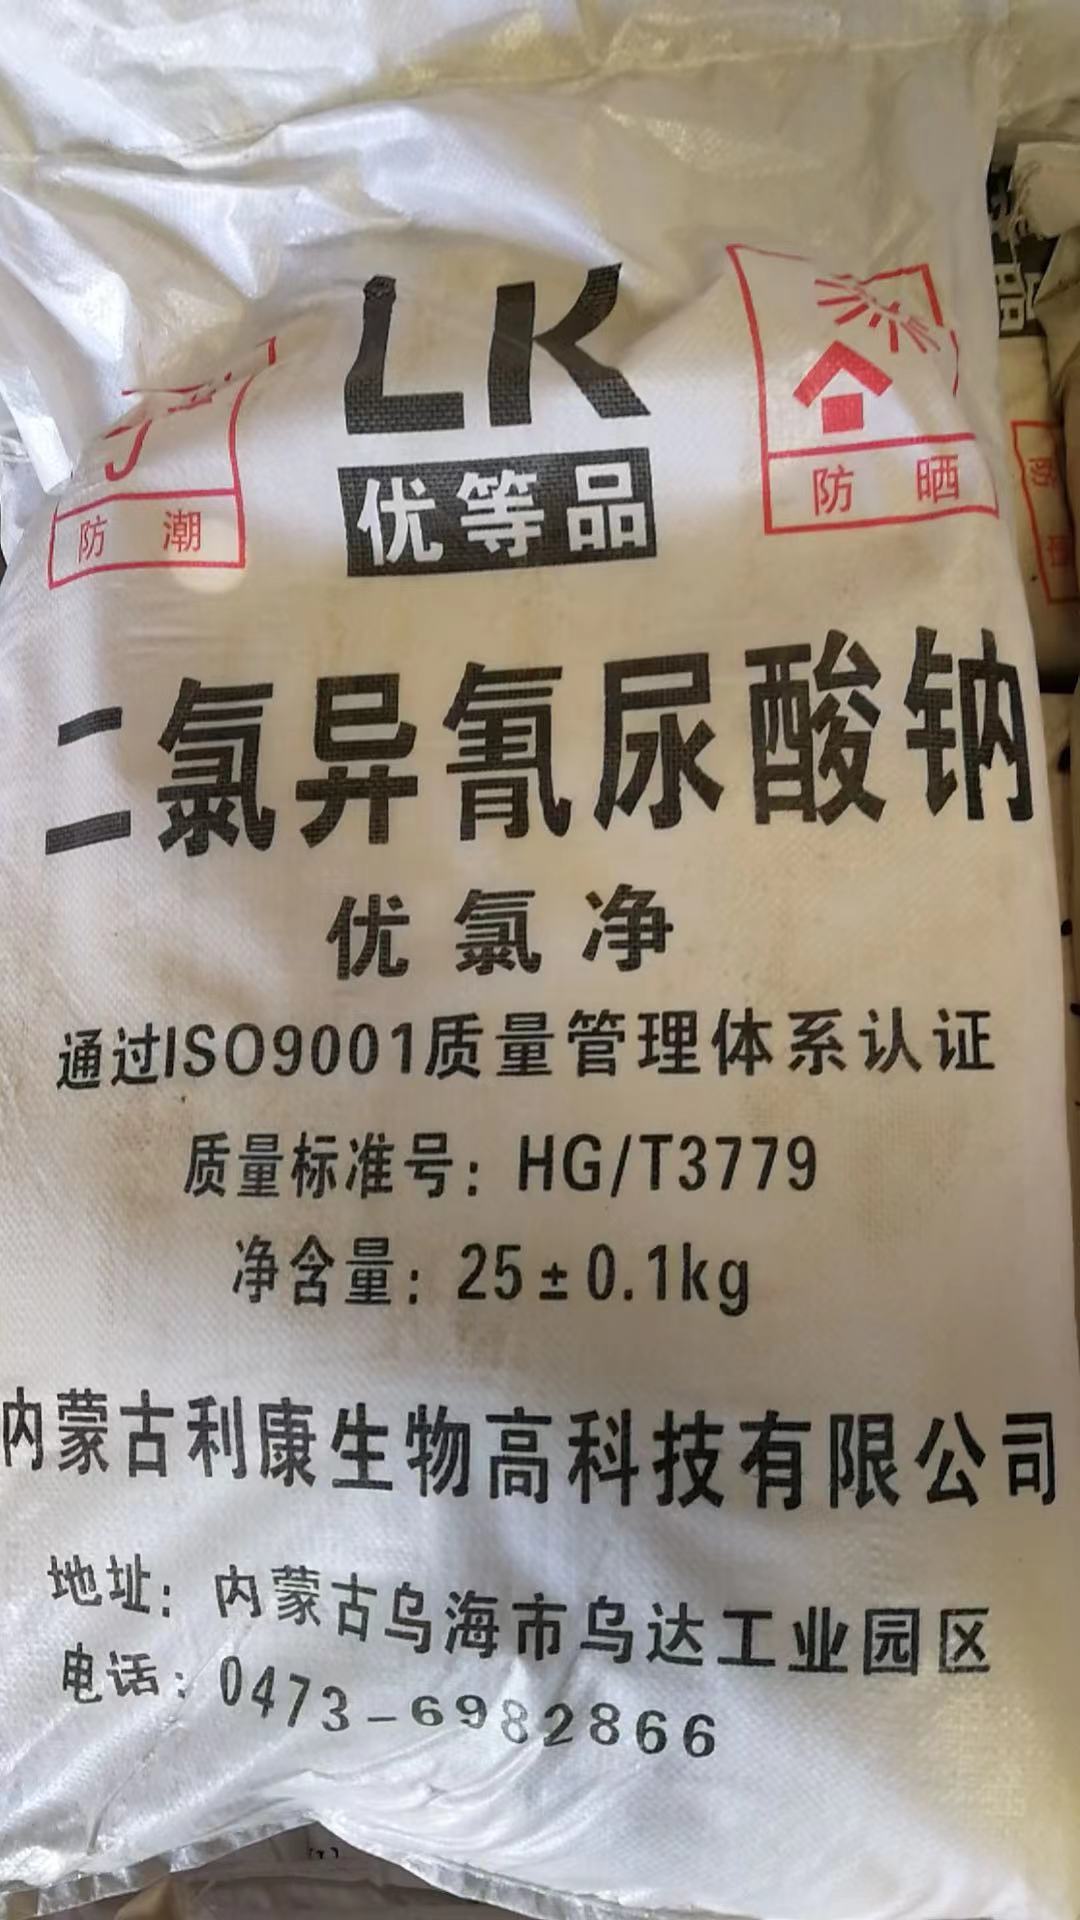 LK
优等品
防潮
防晒
二氯异氰尿酸钠
优氯净
通过ISO9001质量管理体系认证
质量标准号：HG/T3779
净含量：25±0.1kg
内蒙古利康生物高科技有限公司
地址：内蒙古乌海市乌达工业园区
电话：0473-6982866